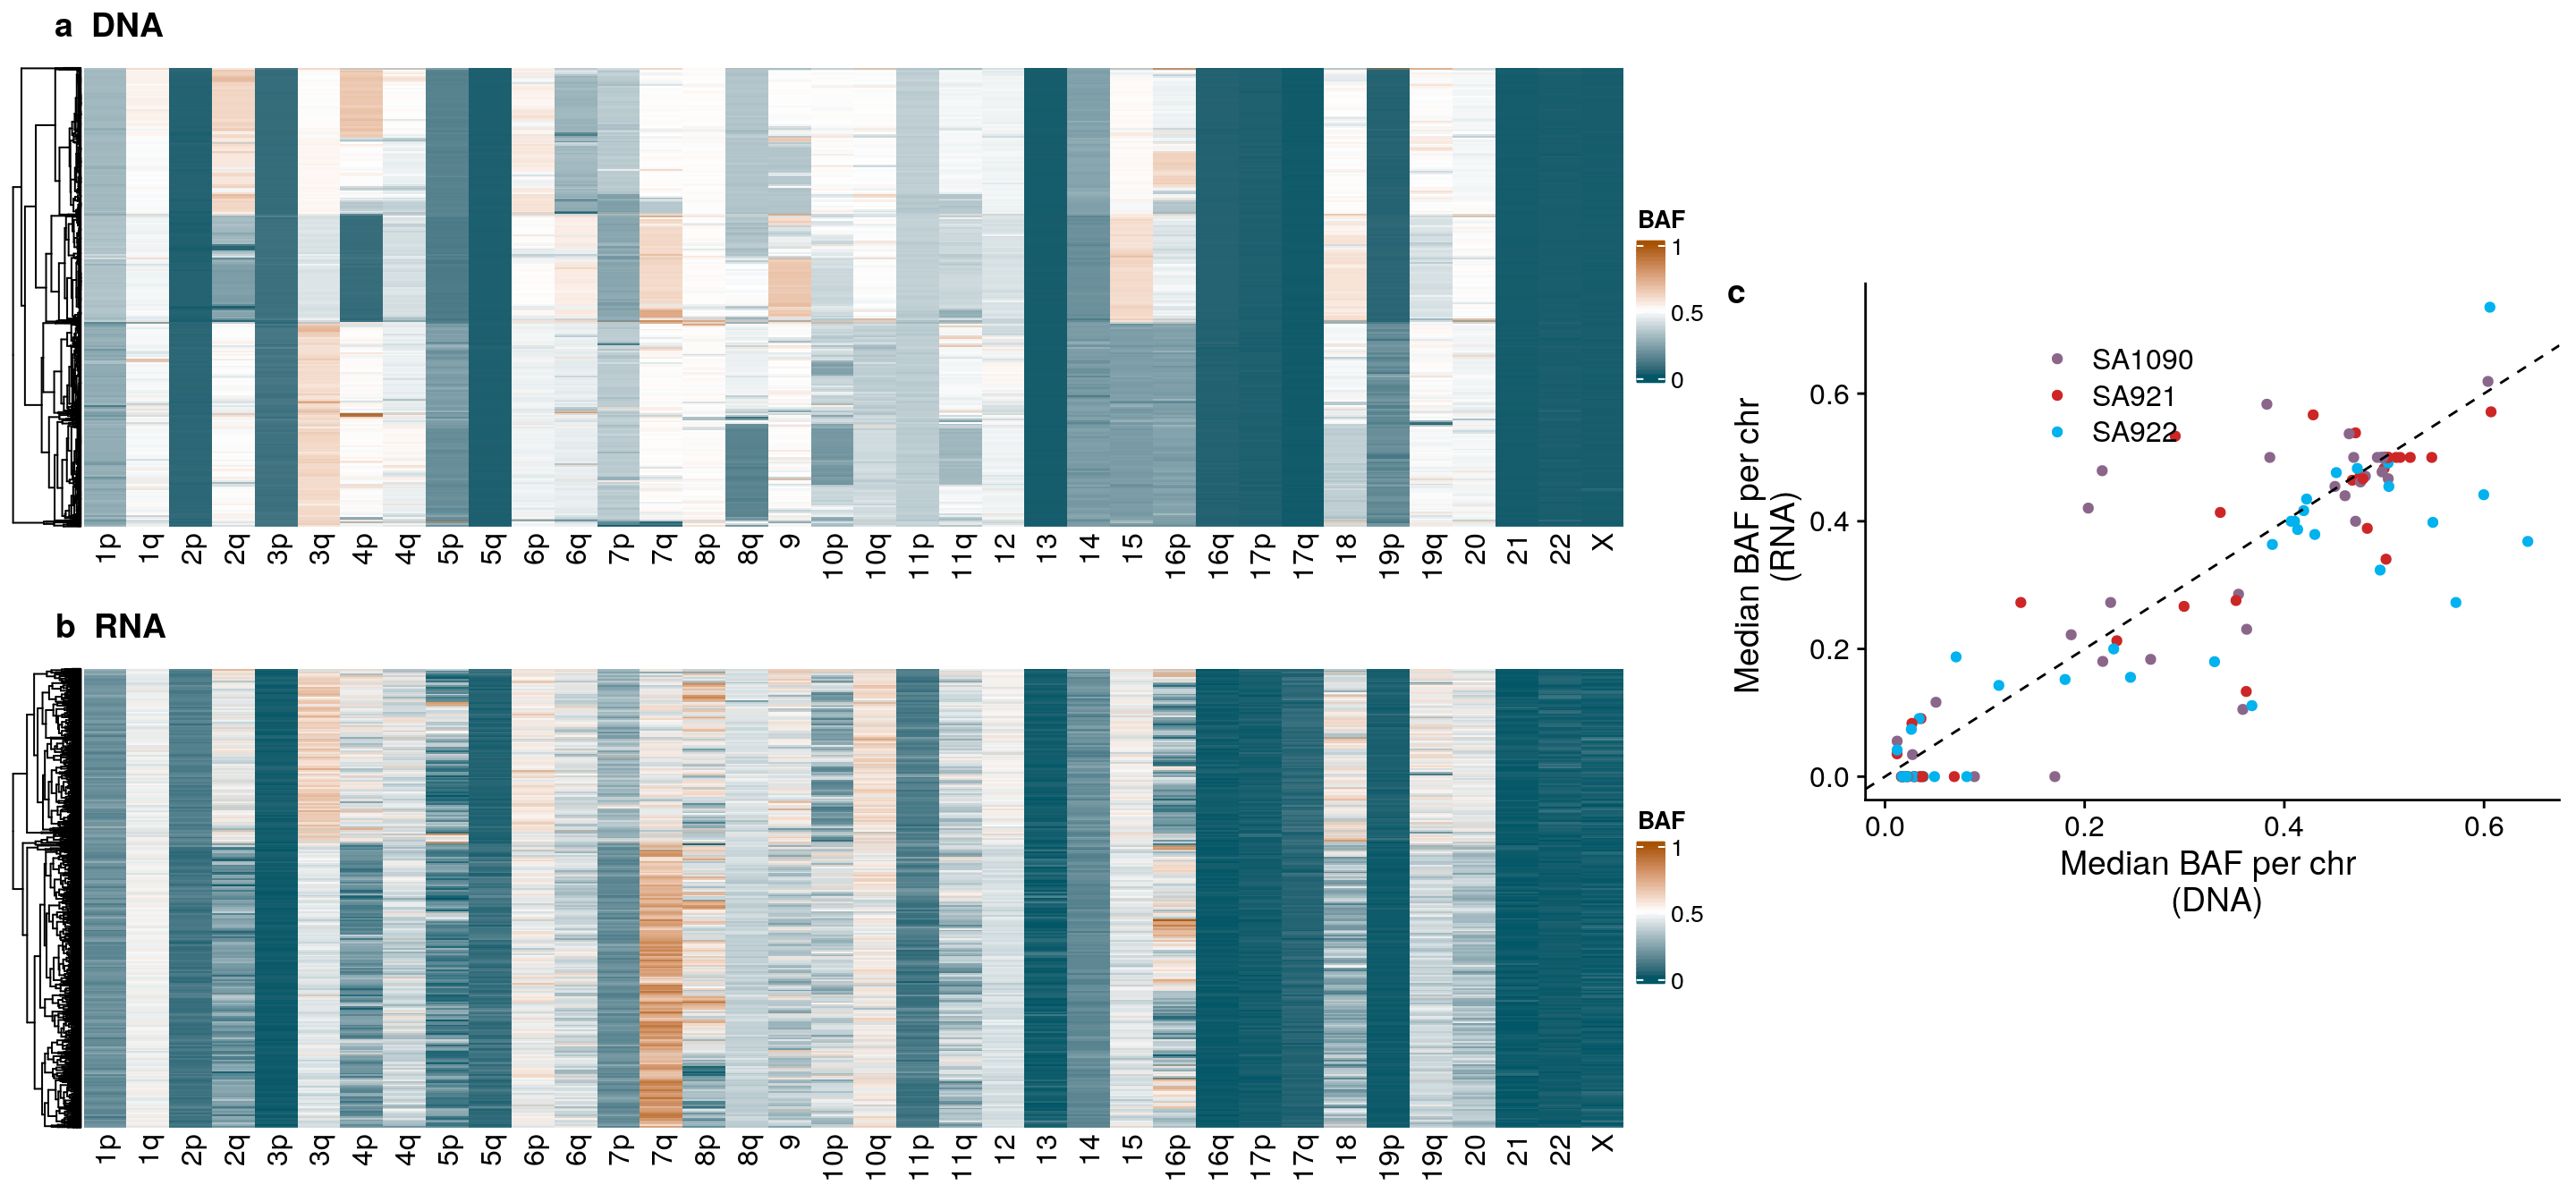 a DNA
1p 1q 2p 2q 3p 3q 4p 4q 5p 5q 6p 6q 7p 7q 8p 8q 9 10p 10q 11p 11q 12 13 14 15 16p 16q 17p 17q 18 19p 19q 20 21 22 X
BAF
1
0.5
0
b RNA
1p 1q 2p 2q 3p 3q 4p 4q 5p 5q 6p 6q 7p 7q 8p 8q 9 10p 10q 11p 11q 12 13 14 15 16p 16q 17p 17q 18 19p 19q 20 21 22 X
BAF
1
0.5
0
c
Median BAF per chr
(RNA)
0.6
0.4
0.2
0.0
SA1090
SA921
SA922
0.0 0.2 0.4 0.6
Median BAF per chr
(DNA)